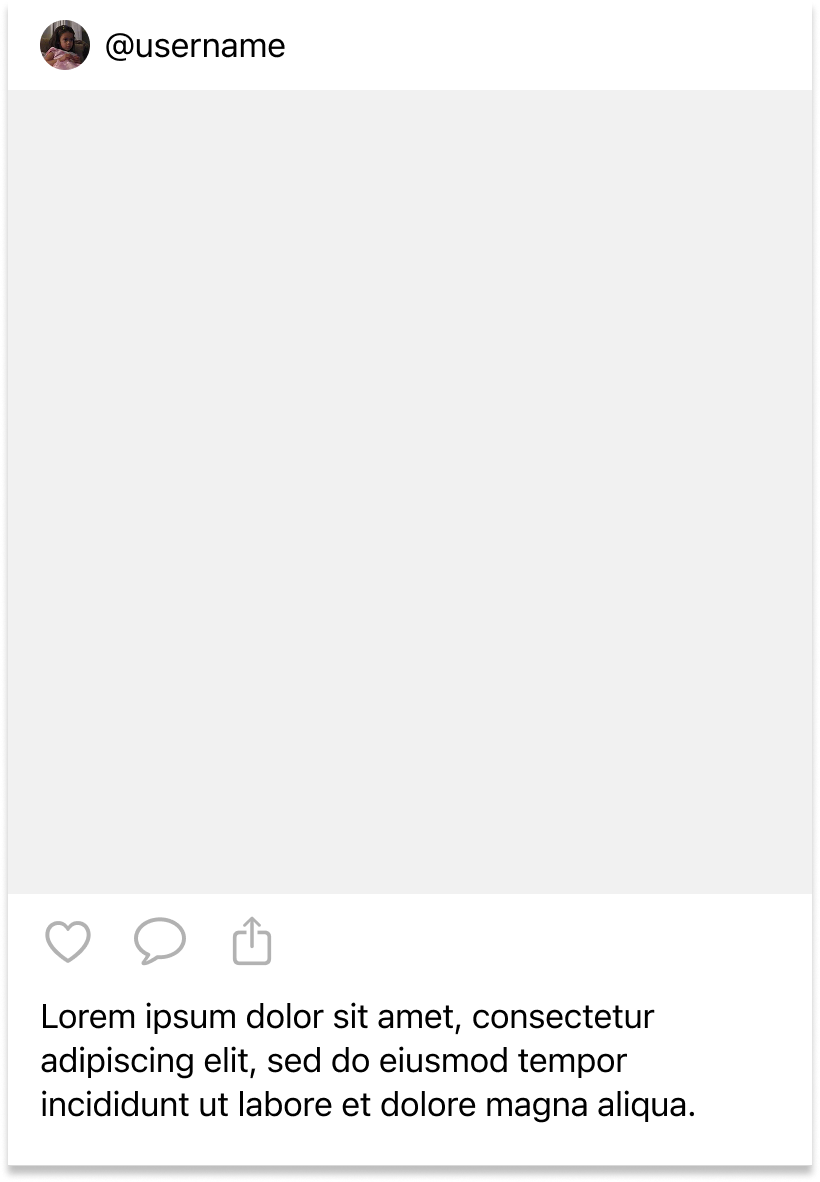 @username
Lorem ipsum dolor sit amet, consectetur
adipiscing elit, sed do eiusmod tempor
incididunt ut labore et dolore magna aliqua.